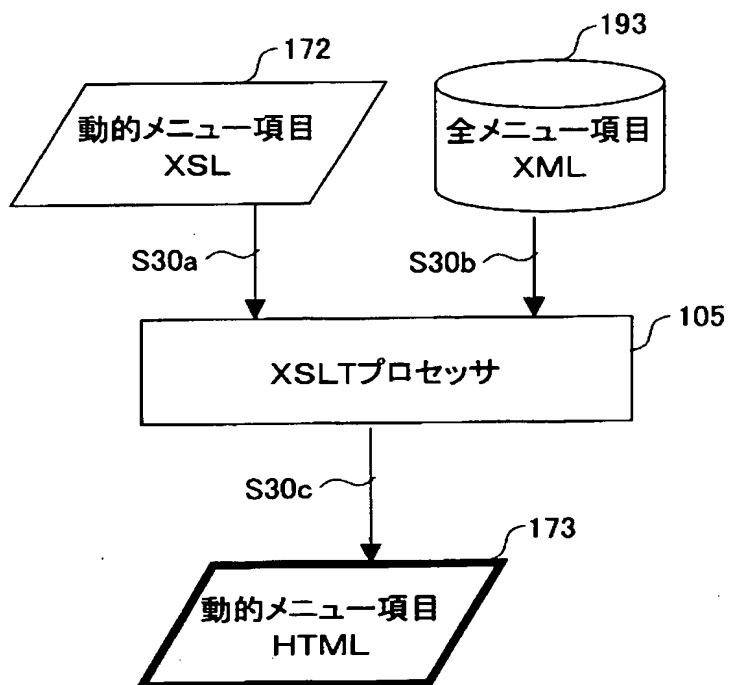 172
193
動的メニュー項目
XSL
全メニュー項目
XML
S30a
S30b
105
XSLTプロセッサ
S30c
173
動的メニュー項目
HTML